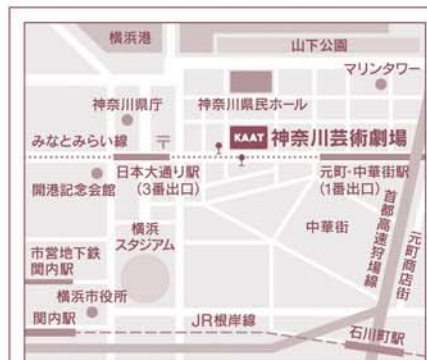 横浜港
山下公園
マリンタワー
神奈川県庁
神奈川県民ホール
みなとみらい線
〒
KAAT 神奈川芸術劇場
開港記念会館
日本大通り駅
(3番出口)
元町・中華街駅
(1番出口)
横浜
スタジアム
中華街
首都高速狩場線
元町商店街
市営地下鉄
関内駅
横浜市役所
関内駅
JR根岸線
石川町駅